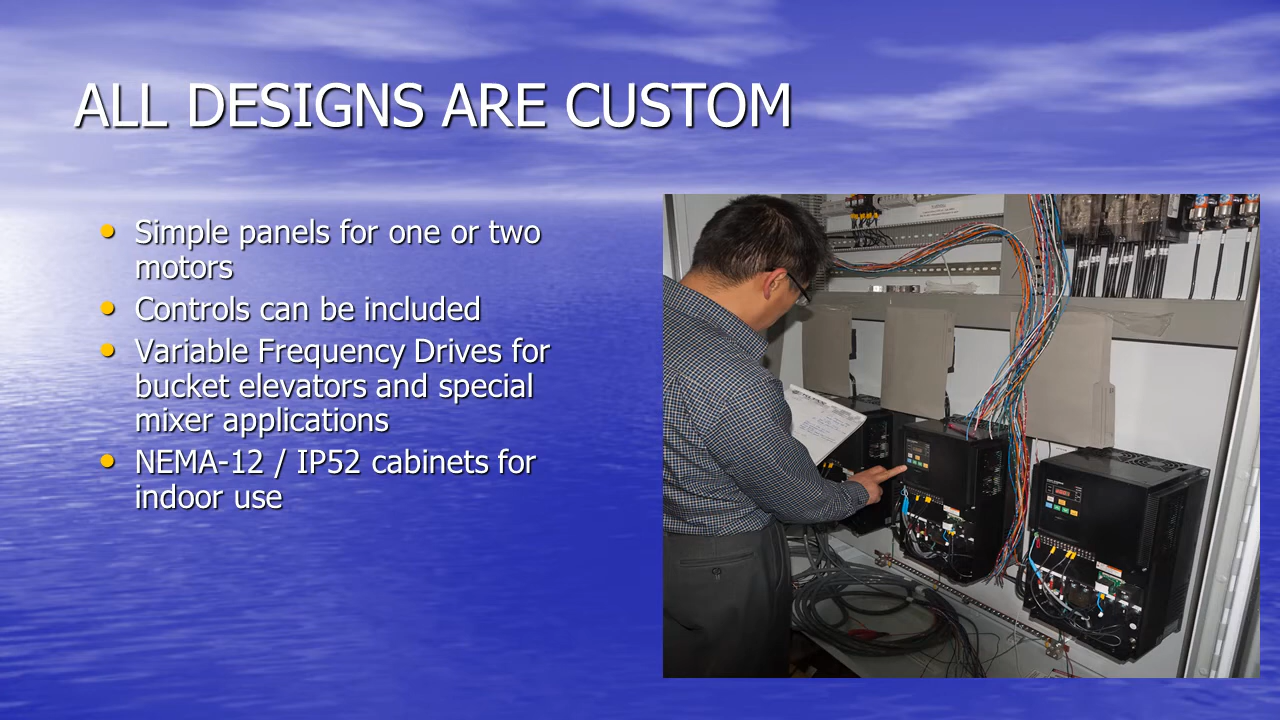 ALL DESIGNS ARE CUSTOM
• Simple panels for one or two
motors
• Controls can be included
• Variable Frequency Drives for
bucket elevators and special
mixer applications
• NEMA-12 / IP52 cabinets for
indoor use